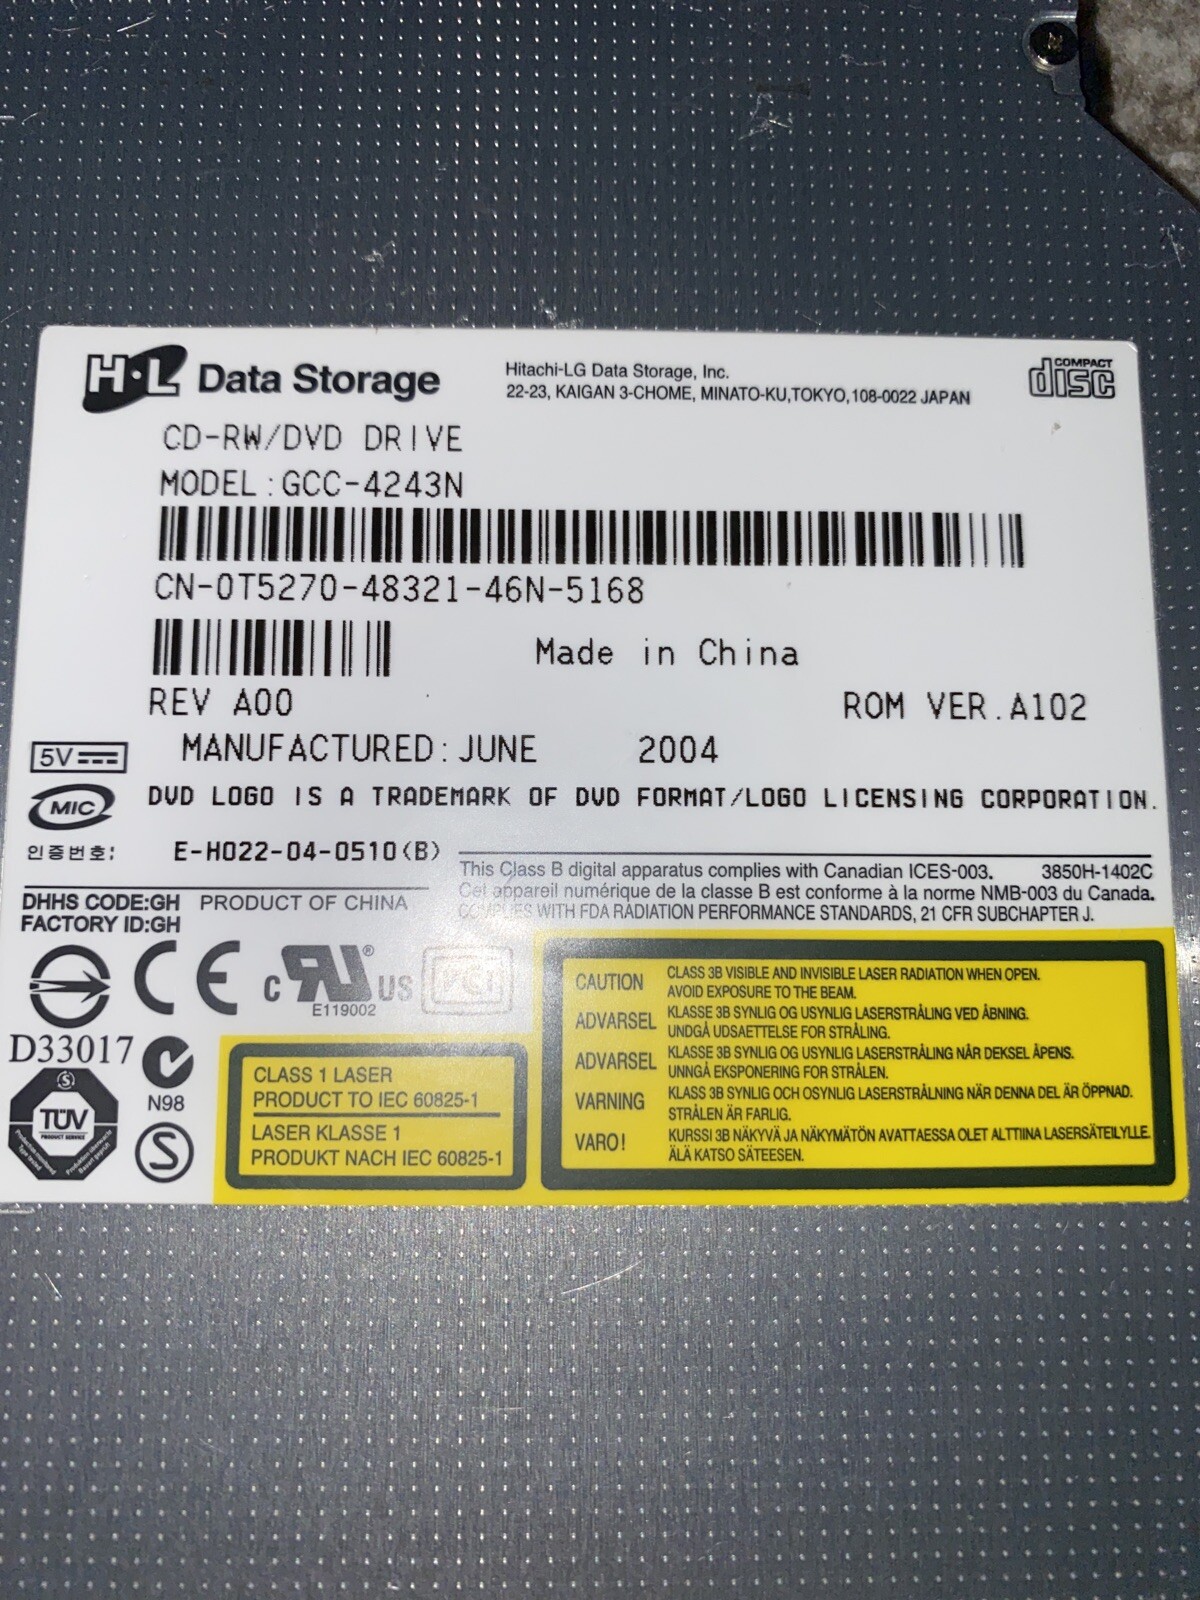 H·L Data Storage
Hitachi-LG Data Storage, Inc.
22-23, KAIGAN 3-CHOME, MINATO-KU,TOKYO,108-0022 JAPAN
COMPACT
disc
CD-RW/DVD DRIVE
MODEL:GCC-4243N
CN-0T5270-48321-46N-5168
Made in China
REV A00
ROM VER.A102
5V
MANUFACTURED:JUNE 2004
MIC
DVD LOGO IS A TRADEMARK OF DVD FORMAT/LOGO LICENSING CORPORATION.
인증번호: E-H022-04-0510(B)
This Class B digital apparatus complies with Canadian ICES-003. 3850H-1402C
Cet appareil numérique de la classe B est conforme à la norme NMB-003 du Canada.
COMPLIES WITH FDA RADIATION PERFORMANCE STANDARDS, 21 CFR SUBCHAPTER J.
DHHS CODE:GH PRODUCT OF CHINA
FACTORY ID:GH
CE
c RU ® US
E119002
VCI
D33017
N98
S
TÜV
PRODUCT SERVICE
CLASS 1 LASER
PRODUCT TO IEC 60825-1
LASER KLASSE 1
PRODUKT NACH IEC 60825-1
CAUTION CLASS 3B VISIBLE AND INVISIBLE LASER RADIATION WHEN OPEN.
AVOID EXPOSURE TO THE BEAM.
ADVARSEL KLASSE 3B SYNLIG OG USYNLIG LASERSTRÅLING VED ÅBNING.
UNDGÅ UDSAETTELSE FOR STRÅLING.
ADVARSEL KLASSE 3B SYNLIG OG USYNLIG LASERSTRÅLING NÅR DEKSEL ÅPENS.
UNNGÅ EKSPONERING FOR STRÅLEN.
VARNING KLASS 3B SYNLIG OCH OSYNLIG LASERSTRÅLNING NÄR DENNA DEL ÄR ÖPPNAD.
STRÅLEN ÄR FARLIG.
VARO! KURSSI 3B NÄKYVÄ JA NÄKYMÄTÖN AVATTAESSA OLET ALTTIINA LASERSÄTEILYLLE.
ÄLÄ KATSO SÄTEESEN.